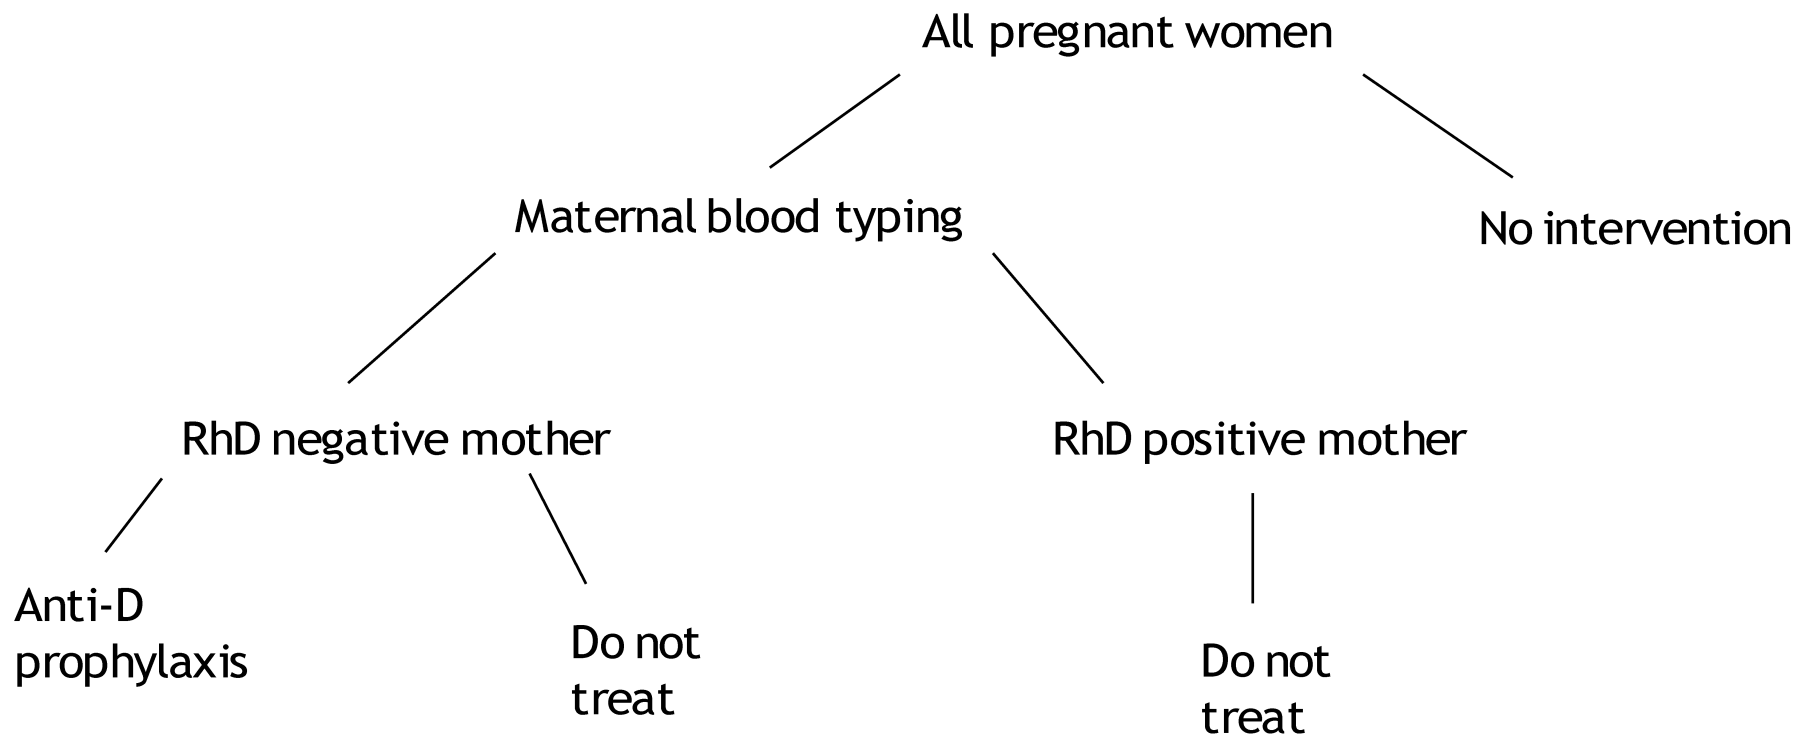 All pregnant women
Maternal blood typing
No intervention
RhD negative mother
RhD positive mother
Anti-D
prophylaxis
Do not
treat
Do not
treat